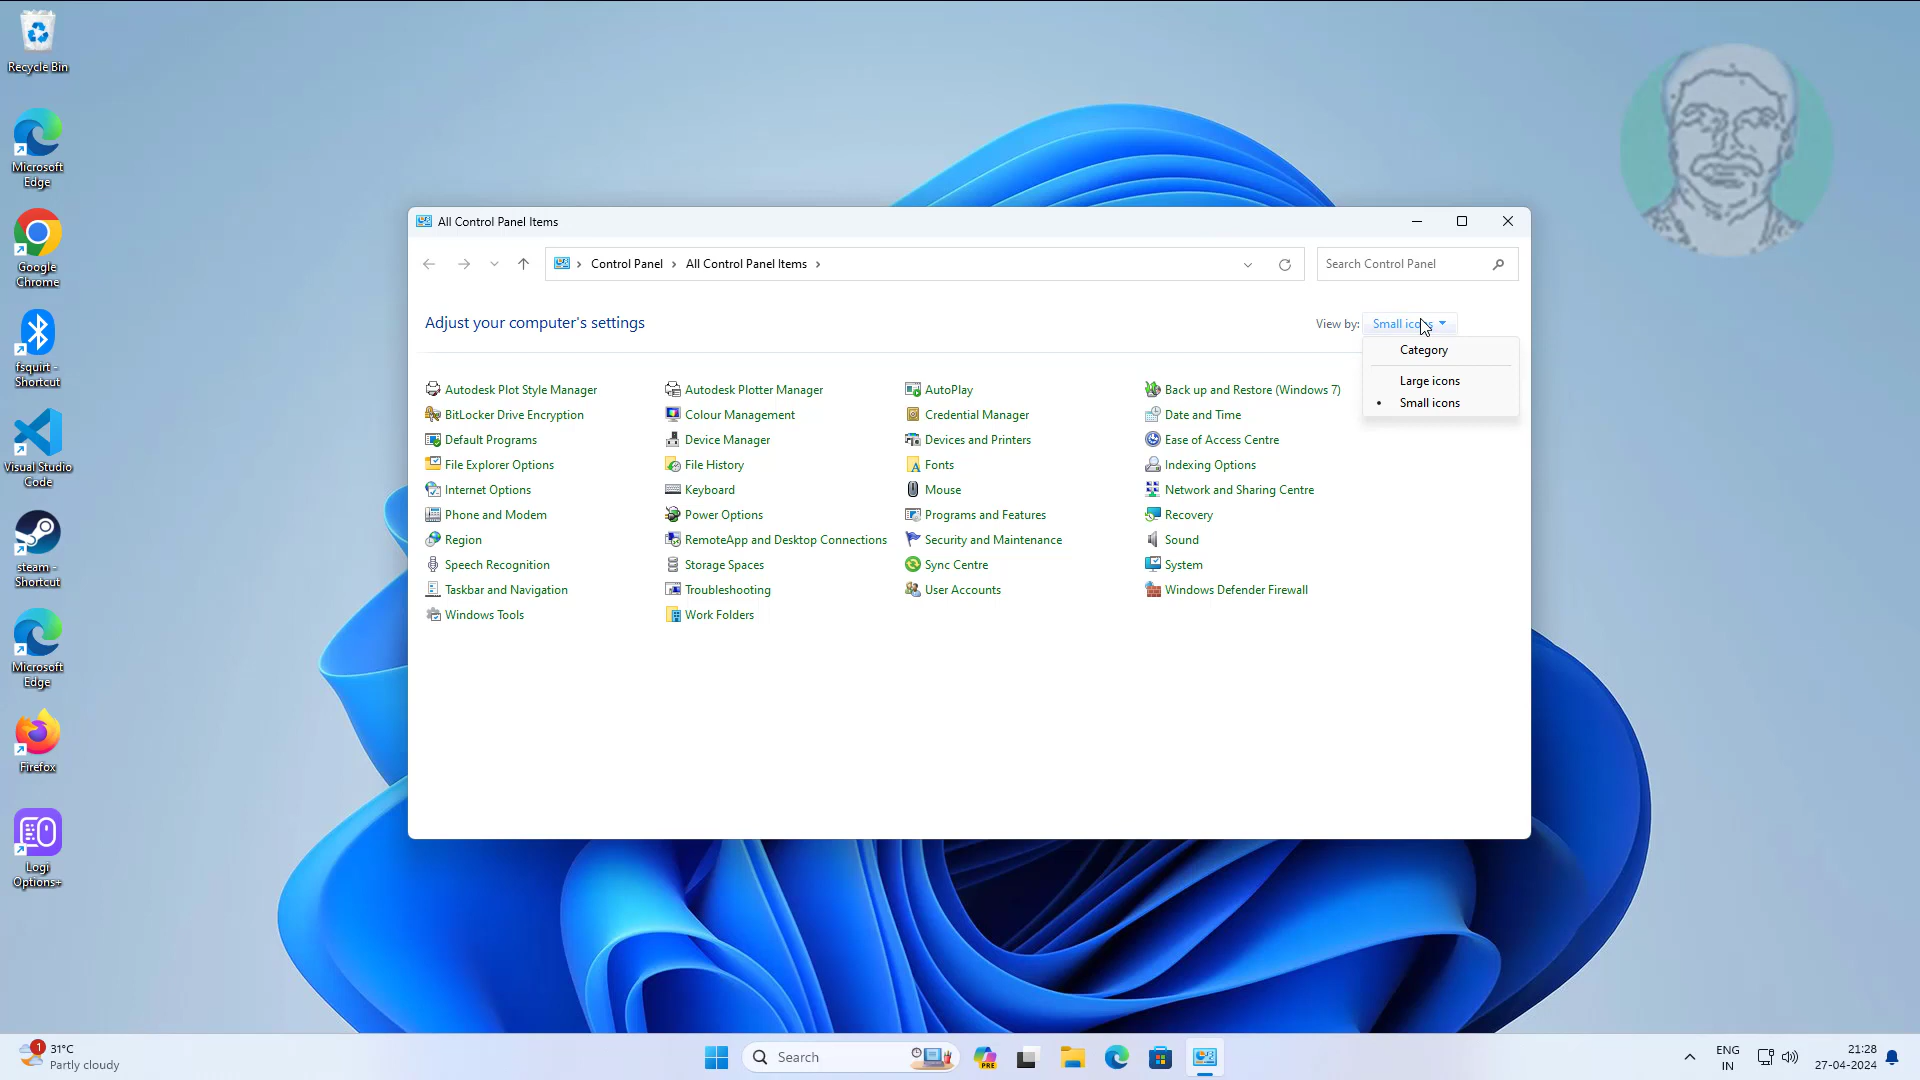 Recycle Bin
Microsoft
Edge
Google
Chrome
fsquirt -
Shortcut
Visual Studio
Code
steam -
Shortcut
Microsoft
Edge
Firefox
Logi
Options+
All Control Panel Items
Control Panel > All Control Panel Items >
Search Control Panel
Adjust your computer's settings
View by: Small icons
Category
Large icons
• Small icons
Autodesk Plot Style Manager
Autodesk Plotter Manager
AutoPlay
Back up and Restore (Windows 7)
BitLocker Drive Encryption
Colour Management
Credential Manager
Date and Time
Default Programs
Device Manager
Devices and Printers
Ease of Access Centre
File Explorer Options
File History
Fonts
Indexing Options
Internet Options
Keyboard
Mouse
Network and Sharing Centre
Phone and Modem
Power Options
Programs and Features
Recovery
Region
RemoteApp and Desktop Connections
Security and Maintenance
Sound
Speech Recognition
Storage Spaces
Sync Centre
System
Taskbar and Navigation
Troubleshooting
User Accounts
Windows Defender Firewall
Windows Tools
Work Folders
1
31°C
Partly cloudy
Search
PRE
ENG
IN
21:28
27-04-2024